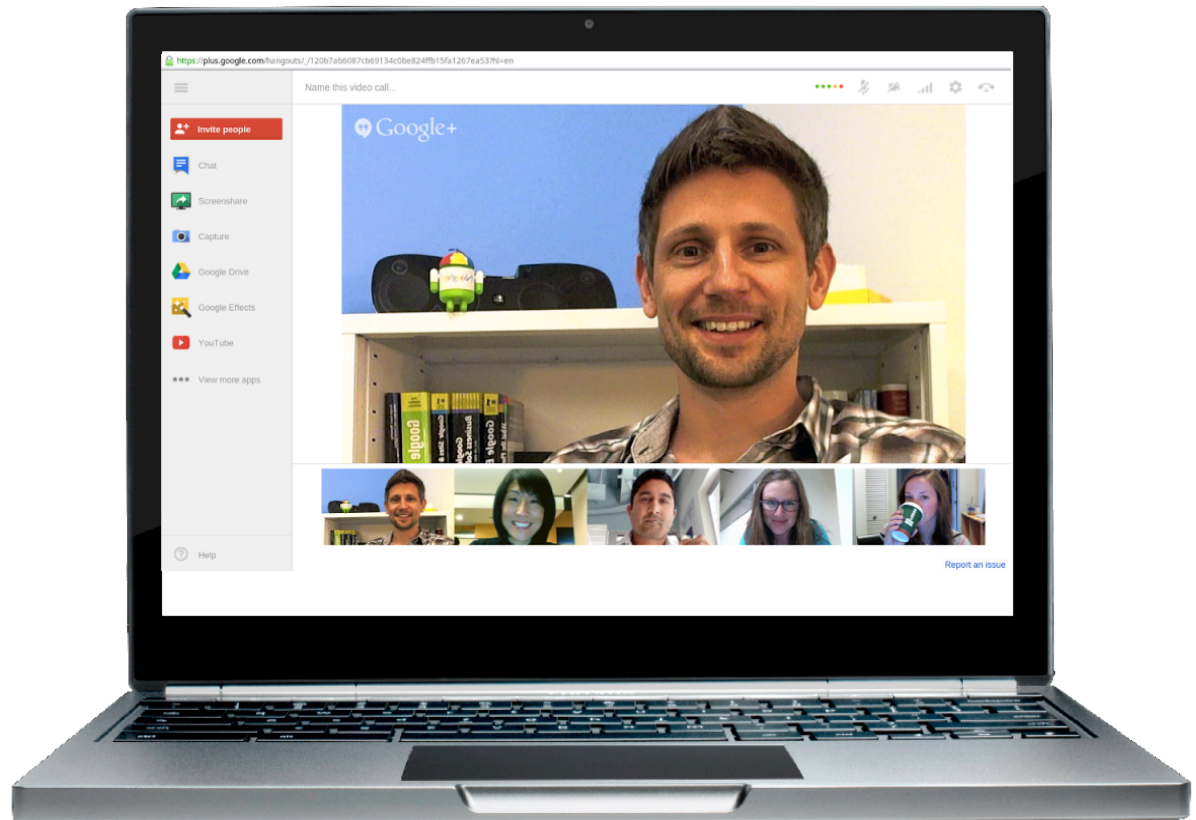 https://plus.google.com/hangouts/_/120b7ab6087cb69134c0be824ffb15fa1267ea53?hl=en
Name this video call...
Invite people
Chat
Screenshare
Capture
Google Drive
Google Effects
YouTube
View more apps
Help
Google+
Google
Report an issue